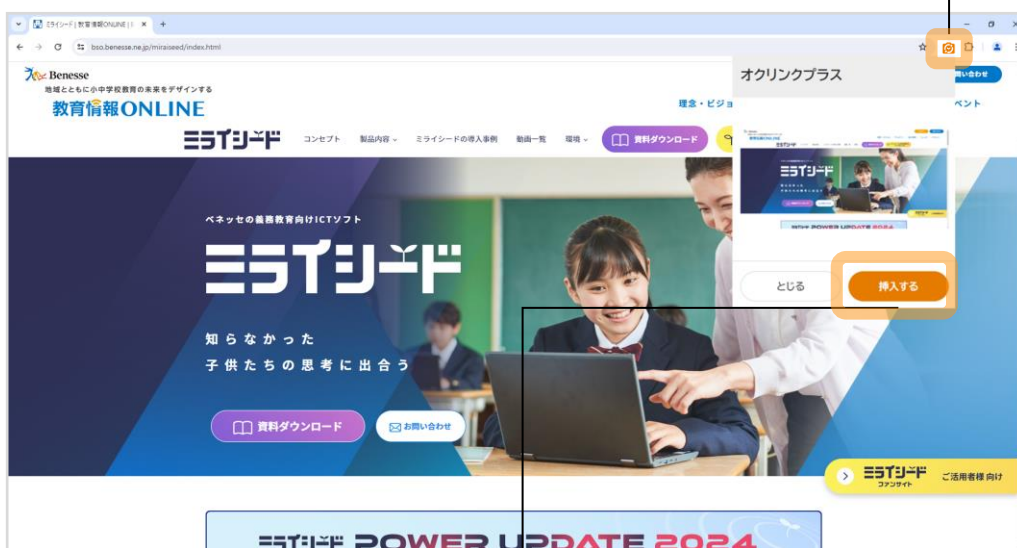 ミライシード | 教育情報ONLINE |
bso.benesse.ne.jp/miraiseed/index.html
Benesse
地域とともに小中学校教育の未来をデザインする
教育情報ONLINE
理念・ビジョ
い合わせ
ベント
ミライシード
コンセプト
製品内容
ミライシードの導入事例
動画一覧
環境
資料ダウンロード
オクリンクプラス
ミライシード
POWER UPDATE 2024
とじる
挿入する
ベネッセの義務教育向けICTソフト
ミライシード
知らなかった
子供たちの思考に出合う
資料ダウンロード
お問い合わせ
ミライシード
ファンサイト
ご活用者様向け
ミライシード POWER UPDATE 2024